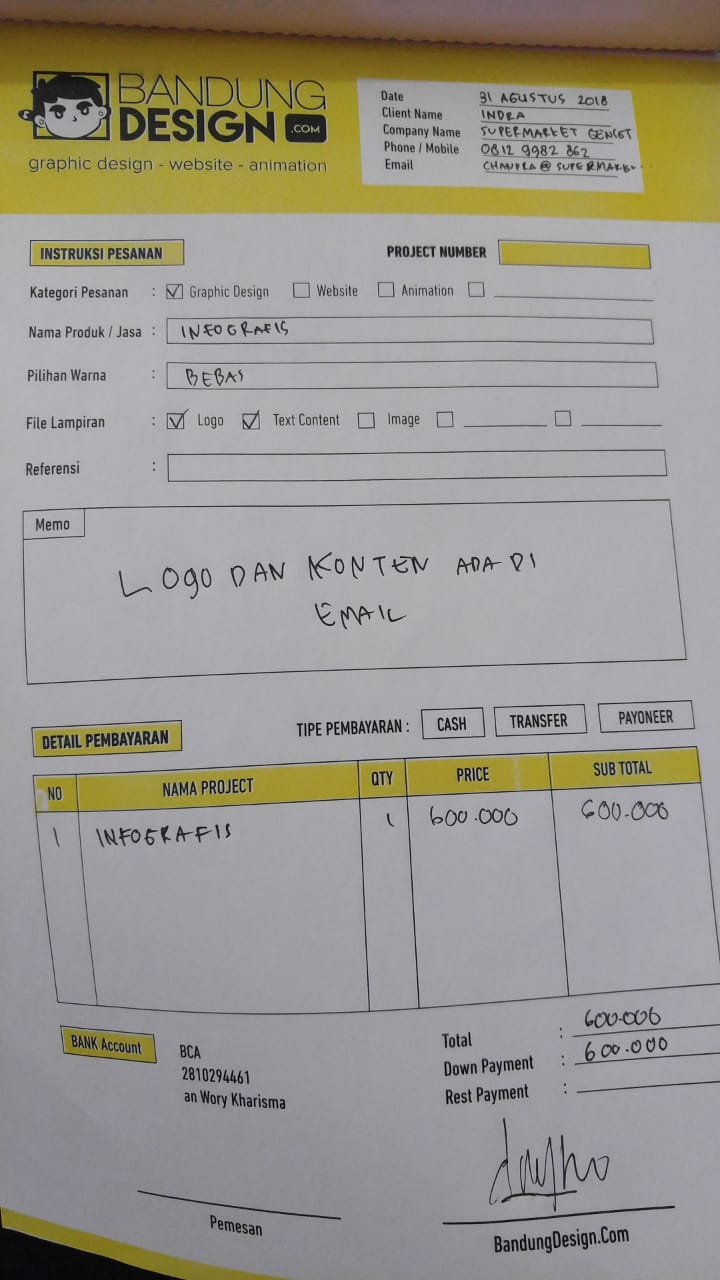 BANDUNG
DESIGN .COM
graphic design - website - animation
Date 31 AGUSTUS 2018
Client Name INDRA
Company Name SUPERMARKET GENSET
Phone / Mobile 0812 9982 862
Email
INSTRUKSI PESANAN PROJECT NUMBER
Kategori Pesanan : Graphic Design Website Animation
Nama Produk / Jasa : INFOGRAFIS
Pilihan Warna : BEBAS
File Lampiran : Logo Text Content Image
Referensi :
Memo
LOGO DAN KONTEN ADA DI
EMAIL
DETAIL PEMBAYARAN TIPE PEMBAYARAN : CASH TRANSFER PAYONEER
NO NAMA PROJECT QTY PRICE SUB TOTAL
1 INFOGRAFIS 1 600.000 600.000
BANK Account BCA
2810294461
an Wory Kharisma
Total : 600.000
Down Payment : 600.000
Rest Payment :
Pemesan
BandungDesign.Com